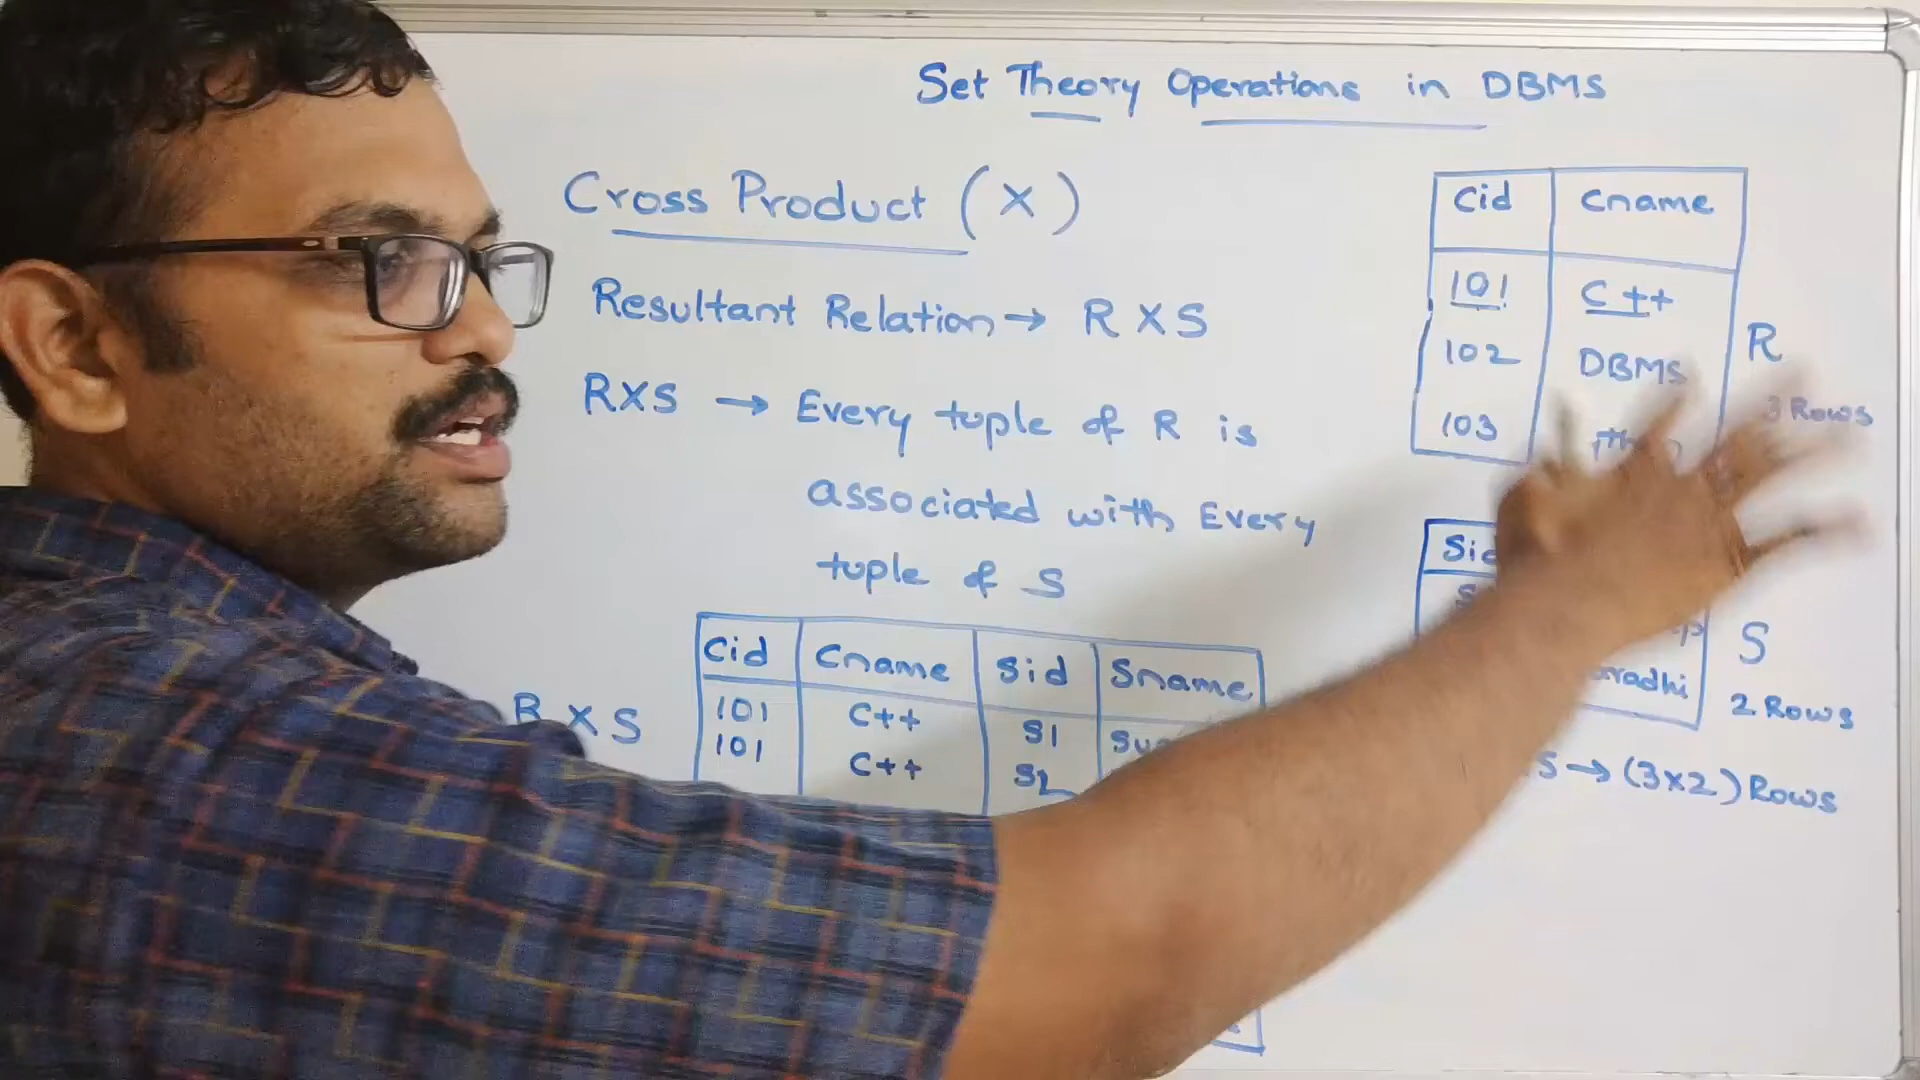 Set Theory Operations in DBMS
Cross Product (X)
Resultant Relation → R X S
RXS → Every tuple of R is
associated with Every
tuple of S
R X S
Cid Cname Sid Sname
101 C++ S1
101 C++ S2
Cid Cname
101 C++
102 DBMS
103
R
3 Rows
S
2 Rows
S → (3x2) Rows